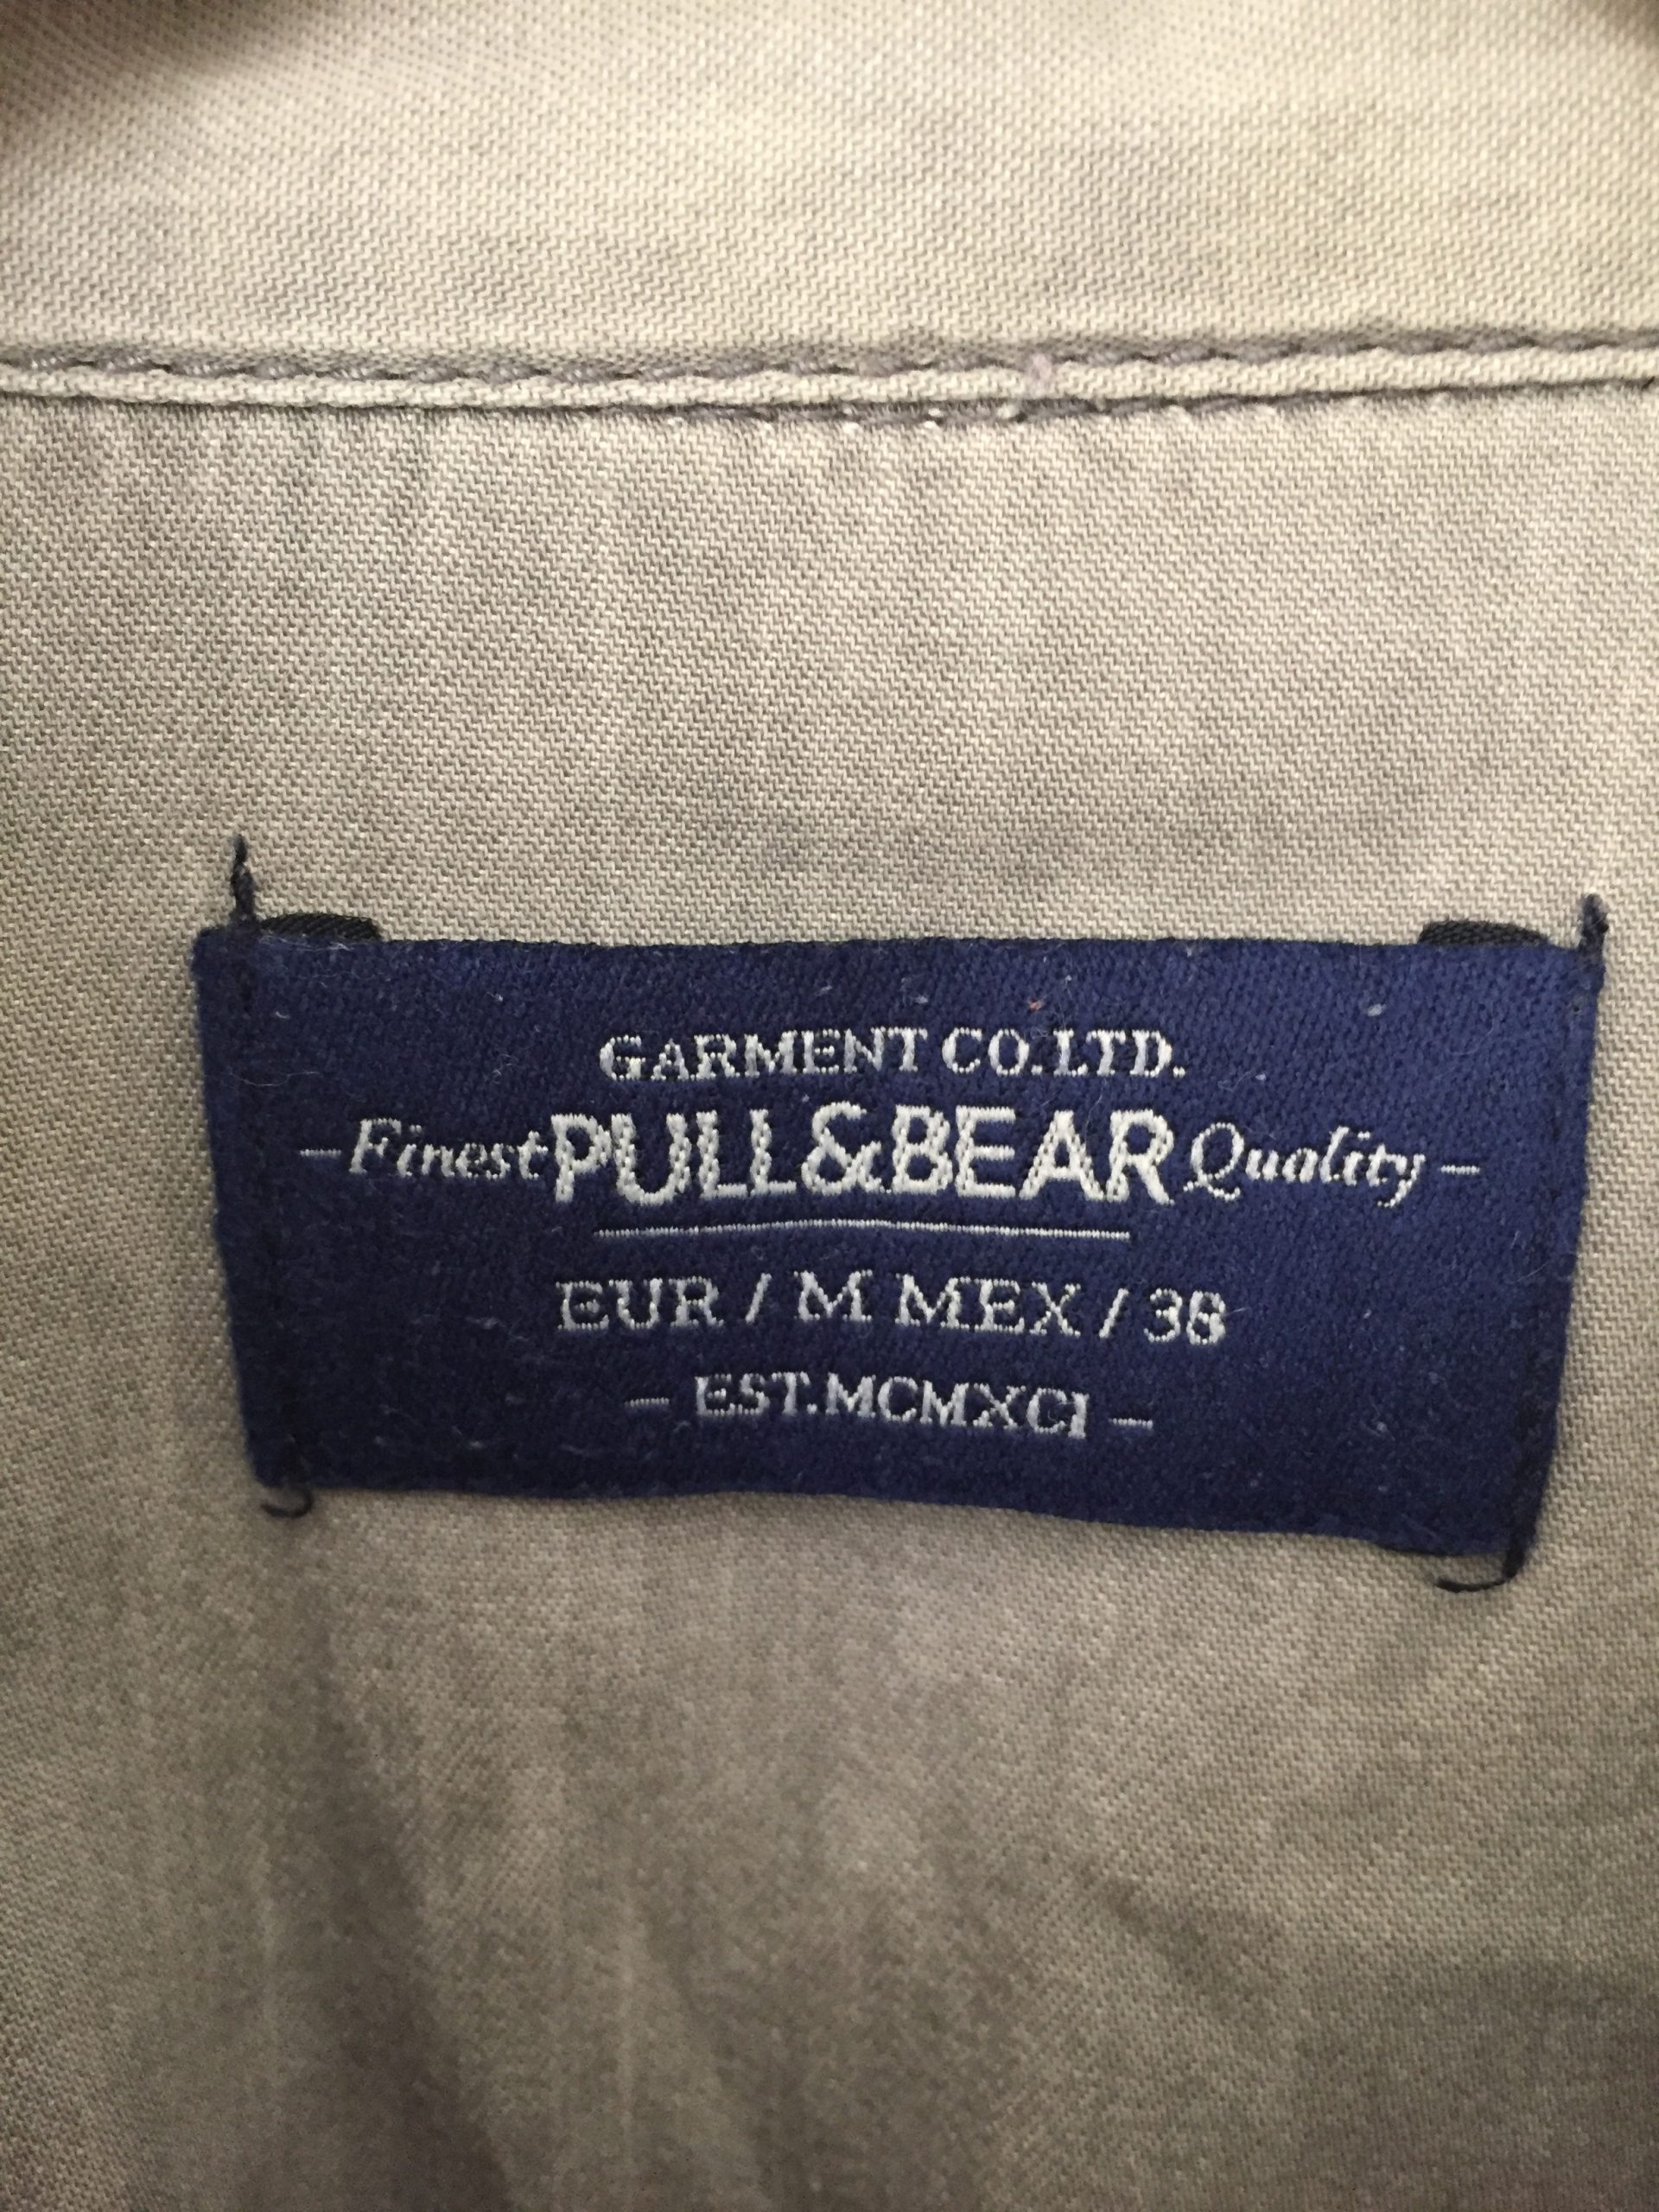 GARMENT CO.LTD.
–Finest PULL&BEAR Quality–
EUR / M MEX / 38
– EST.MCMXCI –